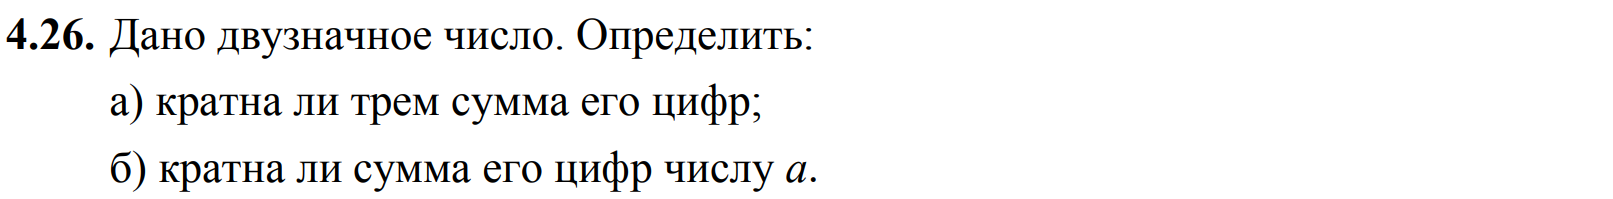 4.26. Дано двузначное число. Определить:
а) кратна ли трем сумма его цифр;
б) кратна ли сумма его цифр числу a.